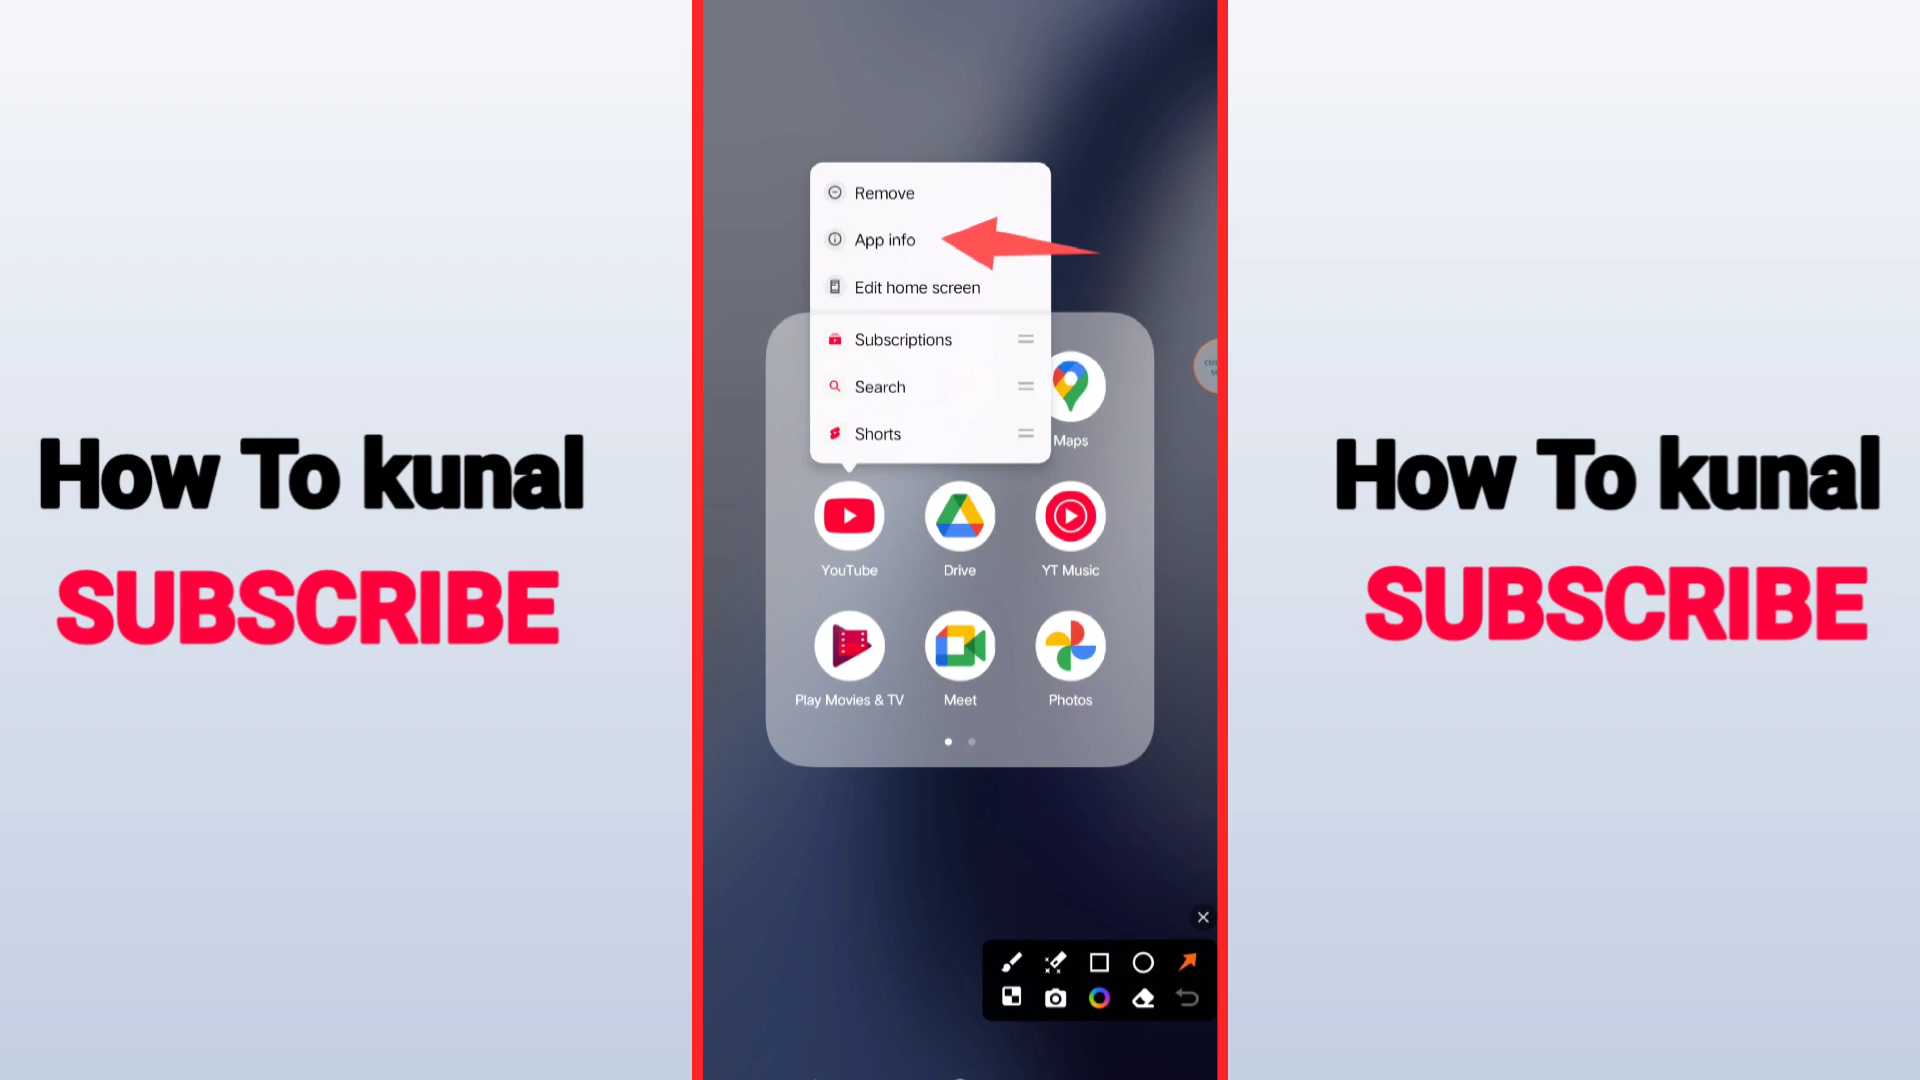 How To kunal
SUBSCRIBE
Remove
App info
Edit home screen
Subscriptions
Search
Shorts
Maps
YouTube
Drive
YT Music
Play Movies & TV
Meet
Photos
How To kunal
SUBSCRIBE